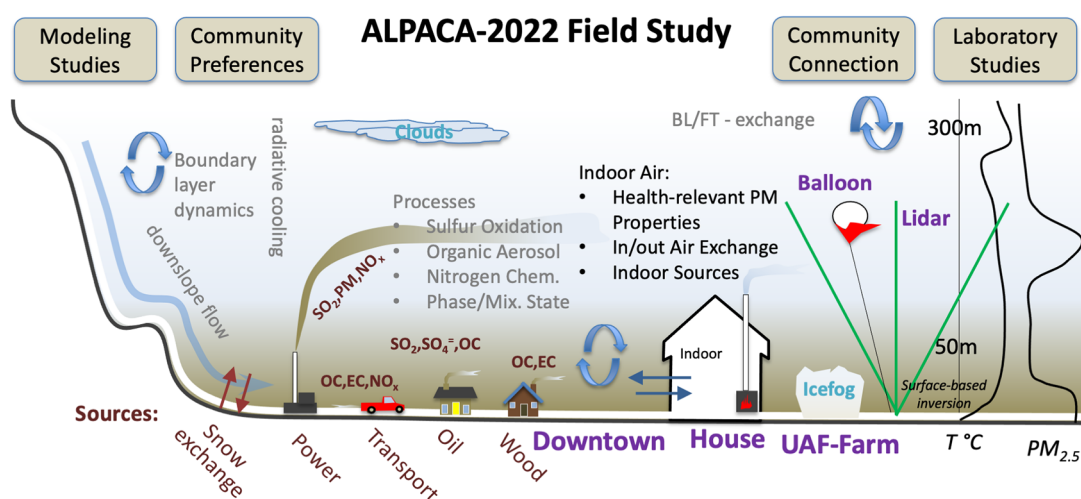 ALPACA-2022 Field Study
Modeling
Studies
Community
Preferences
Community
Connection
Laboratory
Studies
radiative cooling
Clouds
BL/FT - exchange
300m
Boundary
layer
dynamics
downslope flow
Processes
• Sulfur Oxidation
• Organic Aerosol
• Nitrogen Chem.
• Phase/Mix. State
Indoor Air:
• Health-relevant PM
Properties
• In/out Air Exchange
• Indoor Sources
Balloon
Lidar
SO₂,PM,NOₓ
SO₂,SO₄⁼,OC
OC,EC,NOₓ
OC,EC
Indoor
50m
Icefog
Surface-based
inversion
Sources:
Snow
exchange
Power
Transport
Oil
Wood
Downtown
House
UAF-Farm
T °C
PM₂.₅